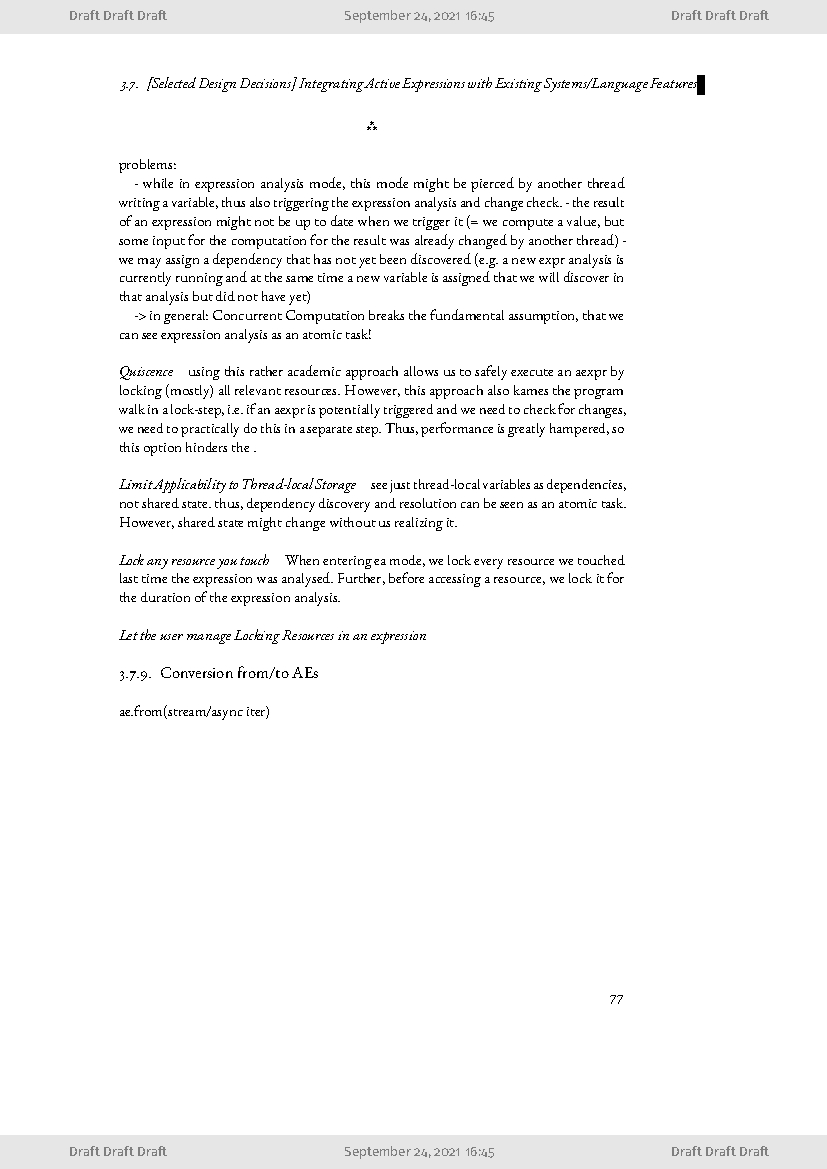 Draft Draft Draft September 24, 2021 16:45 Draft Draft Draft
3.7. [Selected Design Decisions] Integrating Active Expressions with Existing Systems/Language Features
⁂
problems:
- while in expression analysis mode, this mode might be pierced by another thread
writing a variable, thus also triggering the expression analysis and change check. - the result
of an expression might not be up to date when we trigger it (= we compute a value, but
some input for the computation for the result was already changed by another thread) -
we may assign a dependency that has not yet been discovered (e.g. a new expr analysis is
currently running and at the same time a new variable is assigned that we will discover in
that analysis but did not have yet)
-> in general: Concurrent Computation breaks the fundamental assumption, that we
can see expression analysis as an atomic task!
Quiscence using this rather academic approach allows us to safely execute an aexpr by
locking (mostly) all relevant resources. However, this approach also kames the program
walk in a lock-step, i.e. if an aexpr is potentially triggered and we need to check for changes,
we need to practically do this in a separate step. Thus, performance is greatly hampered, so
this option hinders the .
Limit Applicability to Thread-local Storage see just thread-local variables as dependencies,
not shared state. thus, dependency discovery and resolution can be seen as an atomic task.
However, shared state might change without us realizing it.
Lock any resource you touch When entering ea mode, we lock every resource we touched
last time the expression was analysed. Further, before accessing a resource, we lock it for
the duration of the expression analysis.
Let the user manage Locking Resources in an expression
3.7.9. Conversion from/to AEs
ae.from(stream/async iter)
77
Draft Draft Draft September 24, 2021 16:45 Draft Draft Draft